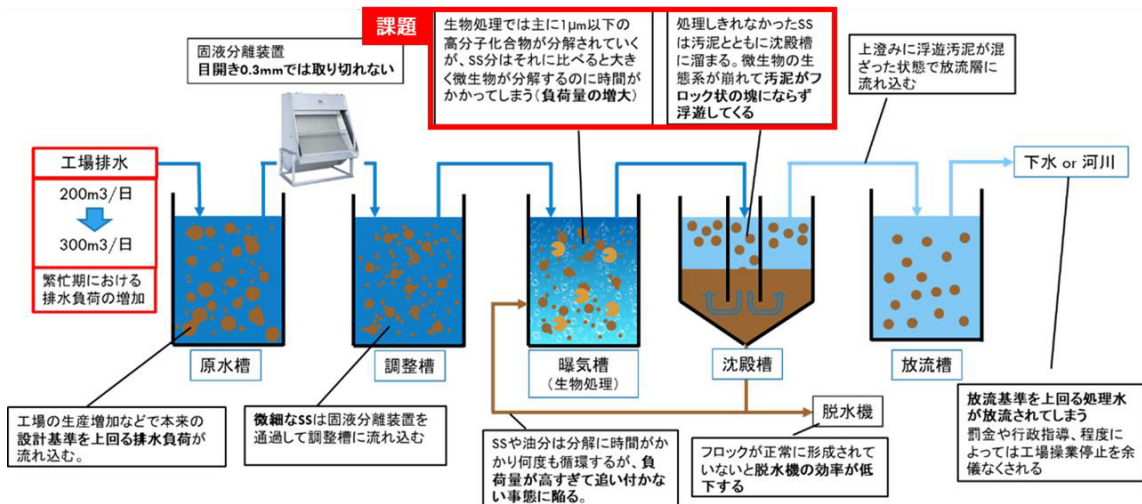 課題
固液分離装置
目開き0.3mmでは取り切れない
生物処理では主に1μm以下の
高分子化合物が分解されていく
が、SS分はそれに比べると大き
く微生物が分解するのに時間が
かかってしまう(負荷量の増大)
処理しきれなかったSS
は汚泥とともに沈殿槽
に溜まる。微生物の生
態系が崩れて汚泥がフ
ロック状の塊にならず
浮遊してくる
上澄みに浮遊汚泥が混
ざった状態で放流層に
流れ込む
工場排水
200m3/日
300m3/日
繁忙期における
排水負荷の増加
下水 or 河川
原水槽
調整槽
曝気槽
(生物処理)
沈殿槽
放流槽
脱水機
工場の生産増加などで本来の
設計基準を上回る排水負荷が
流れ込む。
微細なSSは固液分離装置を
通過して調整槽に流れ込む
SSや油分は分解に時間がか
かり何度も循環するが、負
荷量が高すぎて追い付かな
い事態に陥る。
フロックが正常に形成されて
いないと脱水機の効率が低
下する
放流基準を上回る処理水
が放流されてしまう
罰金や行政指導、程度に
よっては工場操業停止を余
儀なくされる